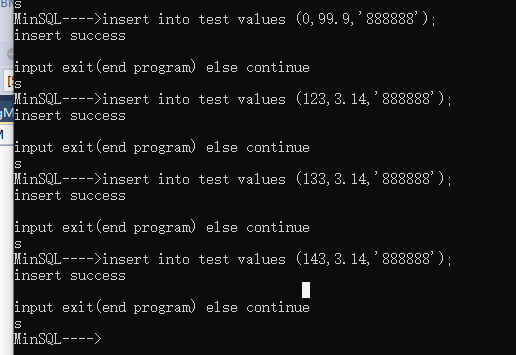 s
MinSQL---->insert into test values (0,99.9,'888888');
insert success
input exit(end program) else continue
s
MinSQL---->insert into test values (123,3.14,'888888');
insert success
input exit(end program) else continue
s
MinSQL---->insert into test values (133,3.14,'888888');
insert success
input exit(end program) else continue
s
MinSQL---->insert into test values (143,3.14,'888888');
insert success
input exit(end program) else continue
s
MinSQL---->